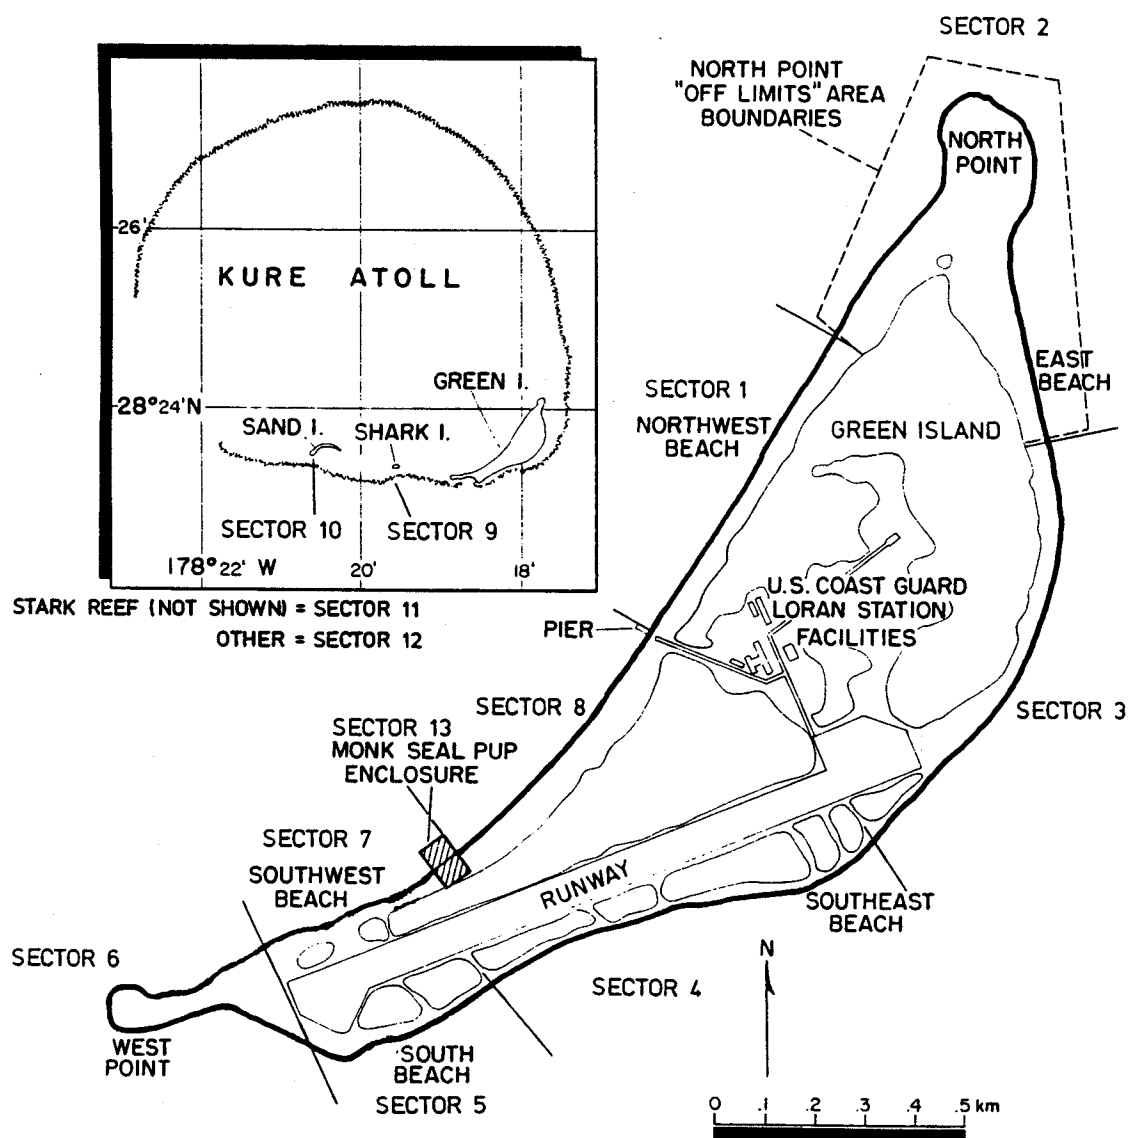 SECTOR 2
NORTH POINT
"OFF LIMITS" AREA
BOUNDARIES
NORTH
POINT
26'
KURE ATOLL
GREEN I.
28°24'N
SAND I.
SHARK I.
SECTOR 10
SECTOR 9
178°22' W
20'
18'
STARK REEF (NOT SHOWN) = SECTOR 11
OTHER = SECTOR 12
EAST
BEACH
SECTOR 1
NORTHWEST
BEACH
GREEN ISLAND
U.S. COAST GUARD
LORAN STATION)
FACILITIES
PIER
SECTOR 8
SECTOR 3
SECTOR 13
MONK SEAL PUP
ENCLOSURE
SECTOR 7
SOUTHWEST
BEACH
RUNWAY
SOUTHEAST
BEACH
SECTOR 6
SECTOR 4
N
WEST
POINT
SOUTH
BEACH
SECTOR 5
0 .1 .2 .3 .4 .5 km